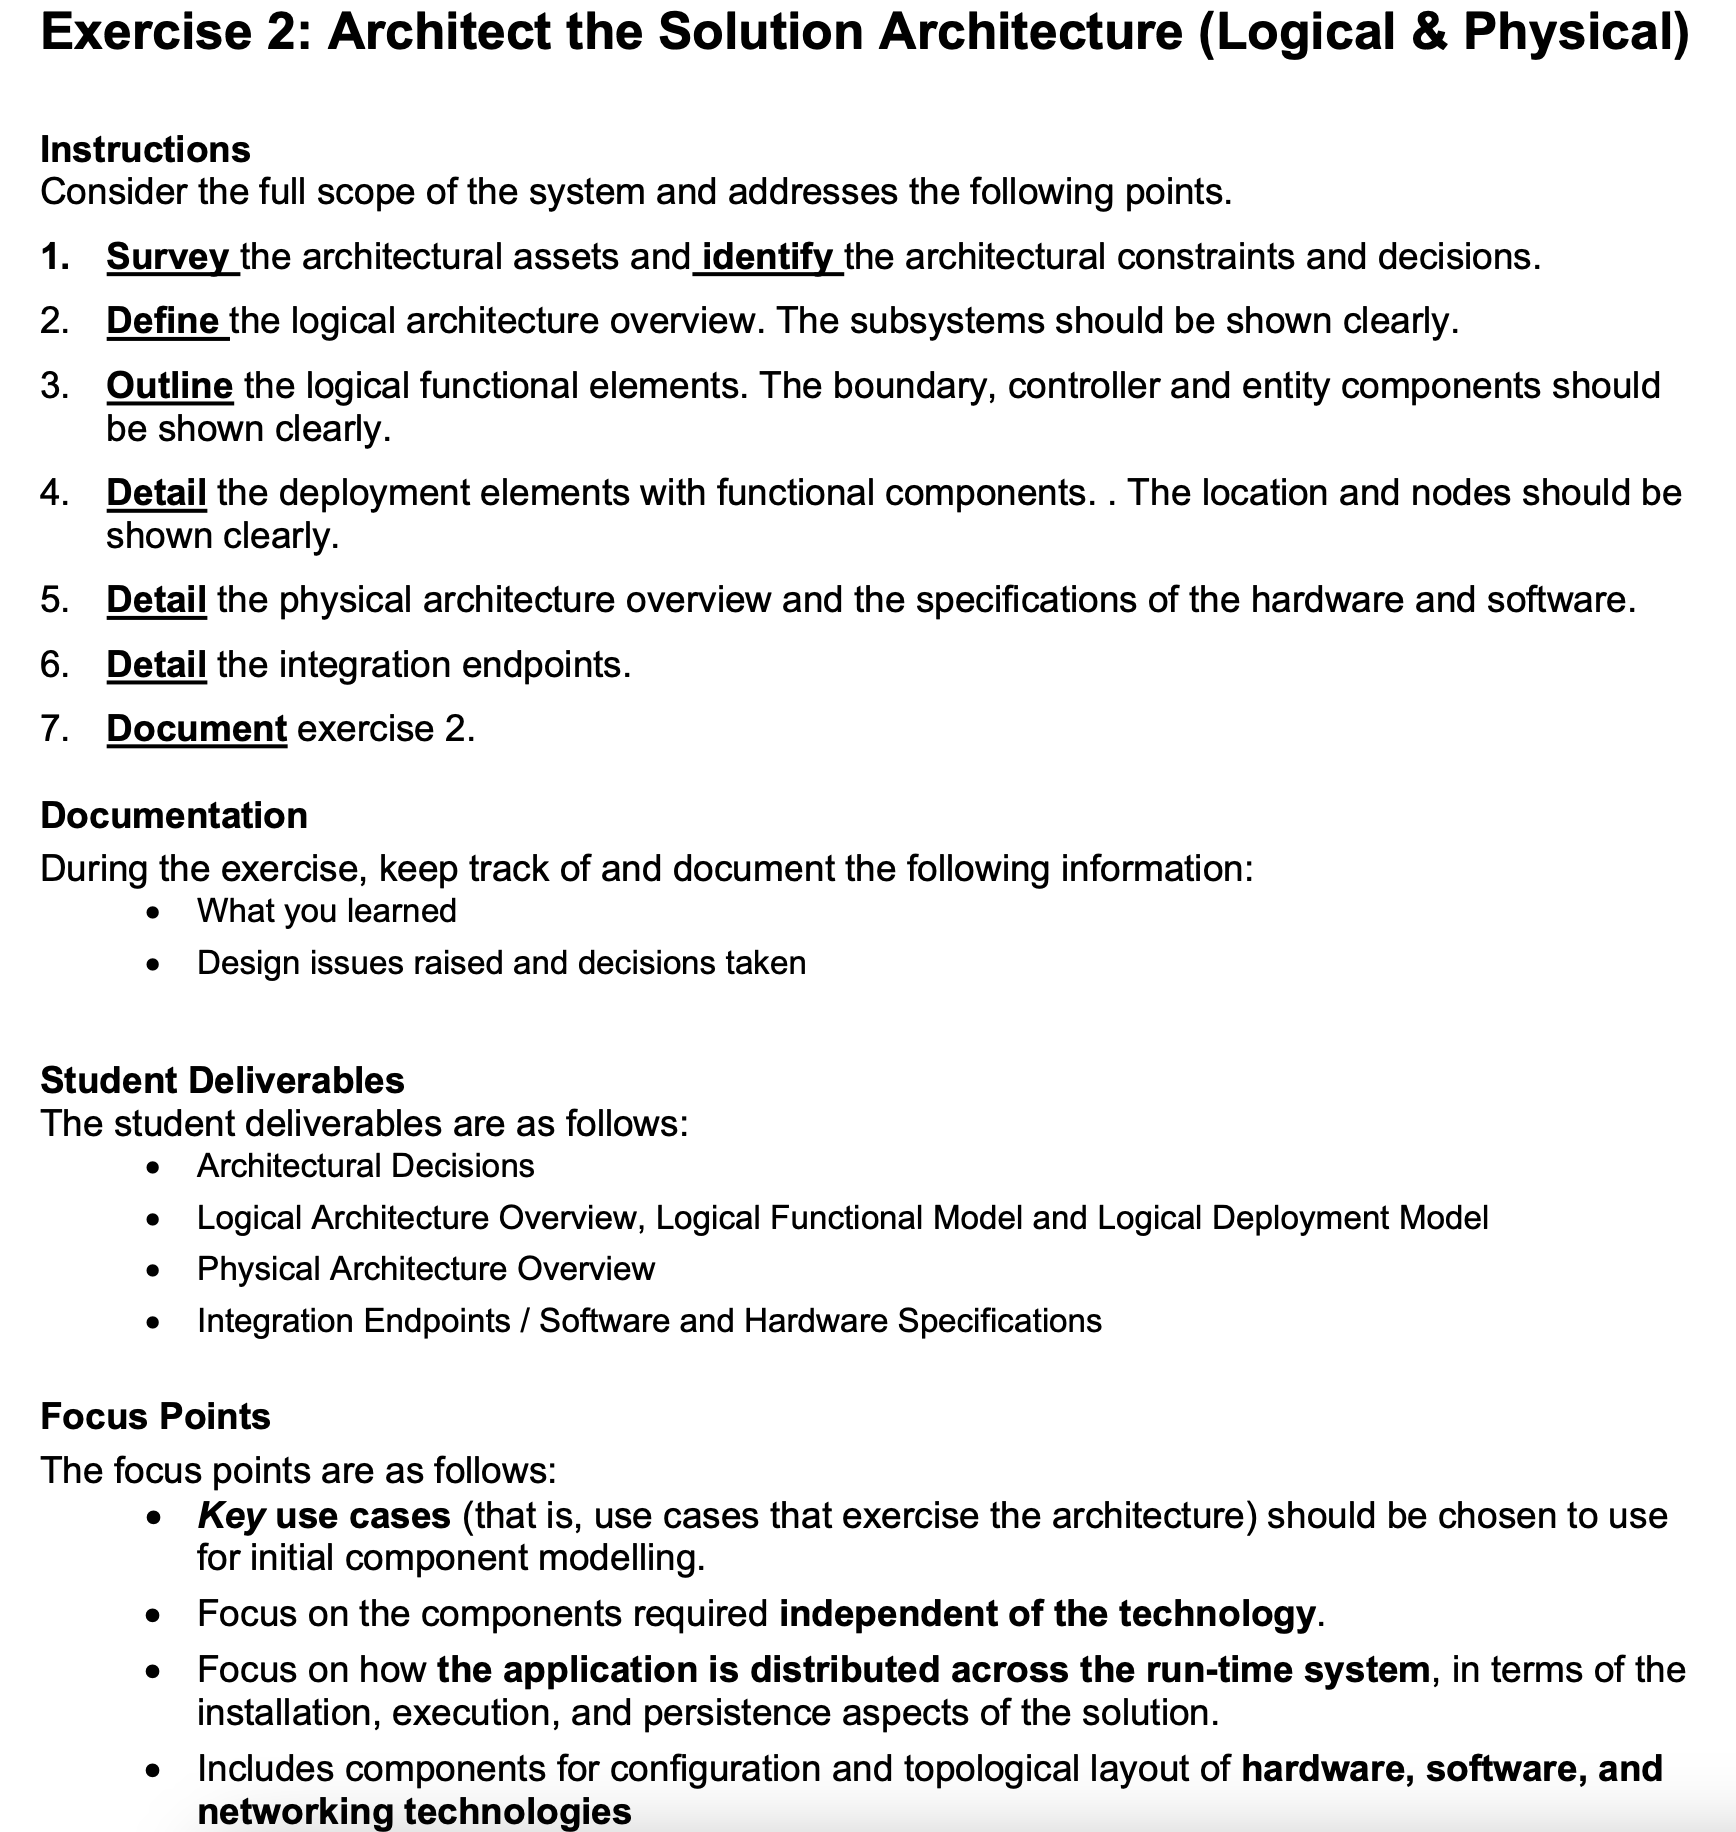 Exercise 2: Architect the Solution Architecture (Logical & Physical)
Instructions
Consider the full scope of the system and addresses the following points.
1. Survey the architectural assets and identify the architectural constraints and decisions.
2. Define the logical architecture overview. The subsystems should be shown clearly.
3. Outline the logical functional elements. The boundary, controller and entity components should
be shown clearly.
4. Detail the deployment elements with functional components. . The location and nodes should be
shown clearly.
5. Detail the physical architecture overview and the specifications of the hardware and software.
6. Detail the integration endpoints.
7. Document exercise 2.
Documentation
During the exercise, keep track of and document the following information:
• What you learned
• Design issues raised and decisions taken
Student Deliverables
The student deliverables are as follows:
• Architectural Decisions
• Logical Architecture Overview, Logical Functional Model and Logical Deployment Model
• Physical Architecture Overview
• Integration Endpoints / Software and Hardware Specifications
Focus Points
The focus points are as follows:
• Key use cases (that is, use cases that exercise the architecture) should be chosen to use
for initial component modelling.
• Focus on the components required independent of the technology.
• Focus on how the application is distributed across the run-time system, in terms of the
installation, execution, and persistence aspects of the solution.
• Includes components for configuration and topological layout of hardware, software, and
networking technologies